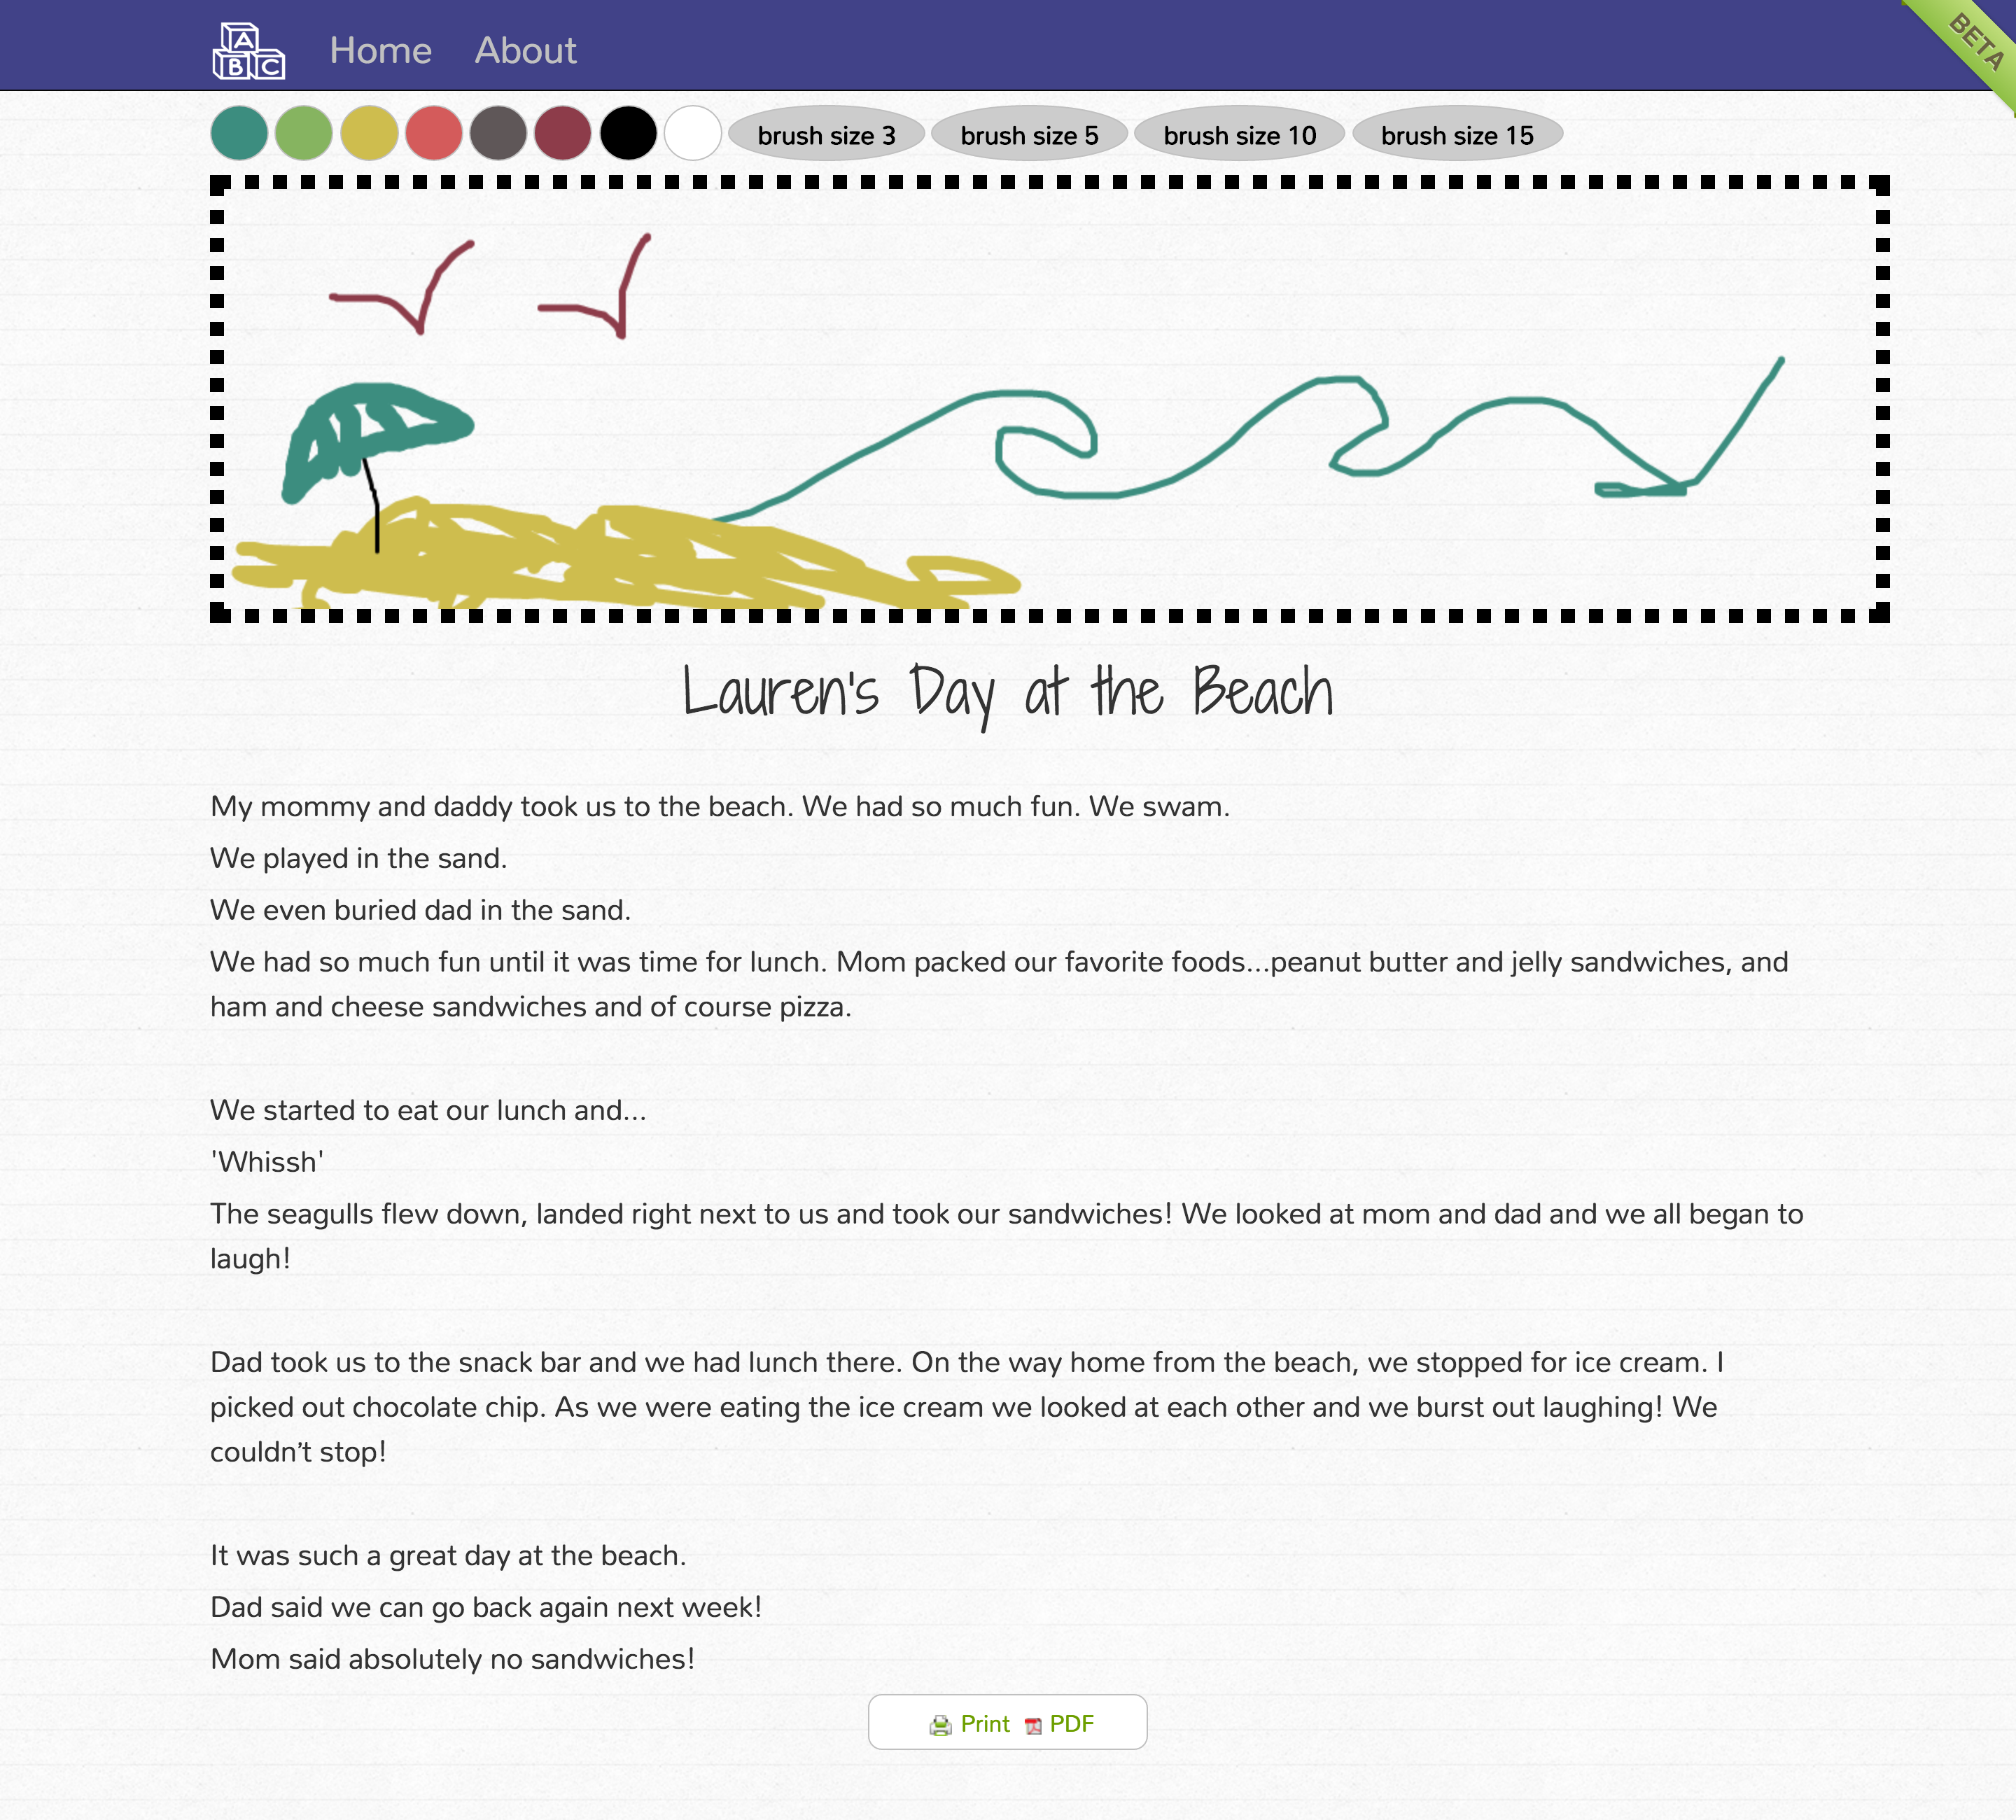 A
B C
Home About
BETA
brush size 3 brush size 5 brush size 10 brush size 15
Lauren's Day at the Beach
My mommy and daddy took us to the beach. We had so much fun. We swam.
We played in the sand.
We even buried dad in the sand.
We had so much fun until it was time for lunch. Mom packed our favorite foods...peanut butter and jelly sandwiches, and
ham and cheese sandwiches and of course pizza.
We started to eat our lunch and...
'Whissh'
The seagulls flew down, landed right next to us and took our sandwiches! We looked at mom and dad and we all began to
laugh!
Dad took us to the snack bar and we had lunch there. On the way home from the beach, we stopped for ice cream. I
picked out chocolate chip. As we were eating the ice cream we looked at each other and we burst out laughing! We
couldn’t stop!
It was such a great day at the beach.
Dad said we can go back again next week!
Mom said absolutely no sandwiches!
Print PDF